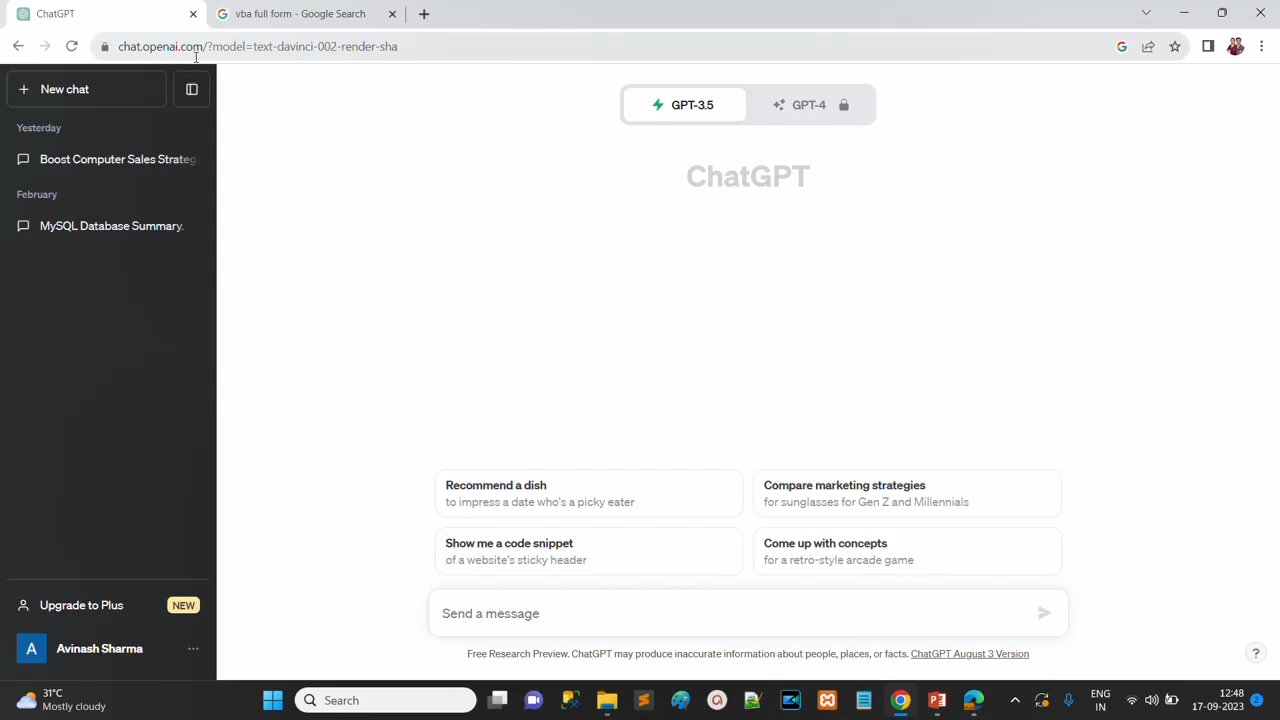 ChatGPT
vba full form - Google Search
chat.openai.com/?model=text-davinci-002-render-sha
New chat
Yesterday
Boost Computer Sales Strateg
February
MySQL Database Summary.
GPT-3.5
GPT-4
ChatGPT
Recommend a dish
to impress a date who's a picky eater
Compare marketing strategies
for sunglasses for Gen Z and Millennials
Show me a code snippet
of a website's sticky header
Come up with concepts
for a retro-style arcade game
Send a message
Free Research Preview. ChatGPT may produce inaccurate information about people, places, or facts. ChatGPT August 3 Version
?
Upgrade to Plus
NEW
A
Avinash Sharma
31°C
Mostly cloudy
Search
ENG
IN
12:48
17-09-2023
2